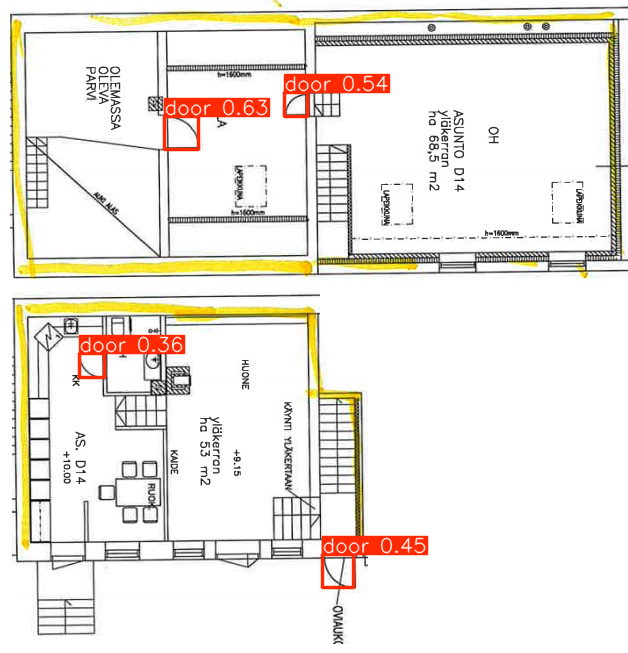 door 0.54
door 0.63
OLEMASSA
OLEVA
PARVI
h=1600mm
LA
ALAS
LAPEIKKUNA
h=1600mm
OH
ASUNTO D14
yläkerran
ha 68,5 m2
LAPEIKKUNA
LAPEIKKUNA
h=1600mm
door 0.36
KK
AS. D14
+10.00
RUOK.
KAIDE
HUONE
+9.15
yläkerran
ha 53 m2
KÄYNTI YLÄKERTAAN
door 0.45
OVIAUKO